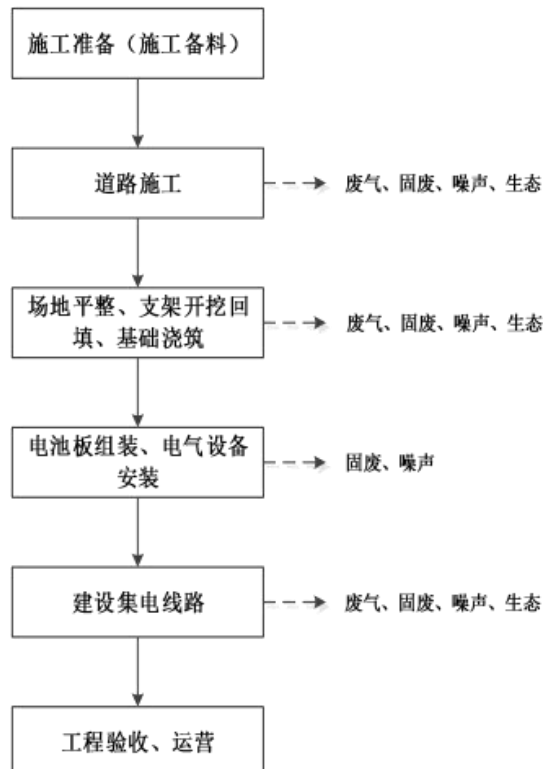 施工准备（施工备料）
道路施工
废气、固废、噪声、生态
场地平整、支架开挖回
填、基础浇筑
废气、固废、噪声、生态
电池板组装、电气设备
安装
固废、噪声
建设集电线路
废气、固废、噪声、生态
工程验收、运营